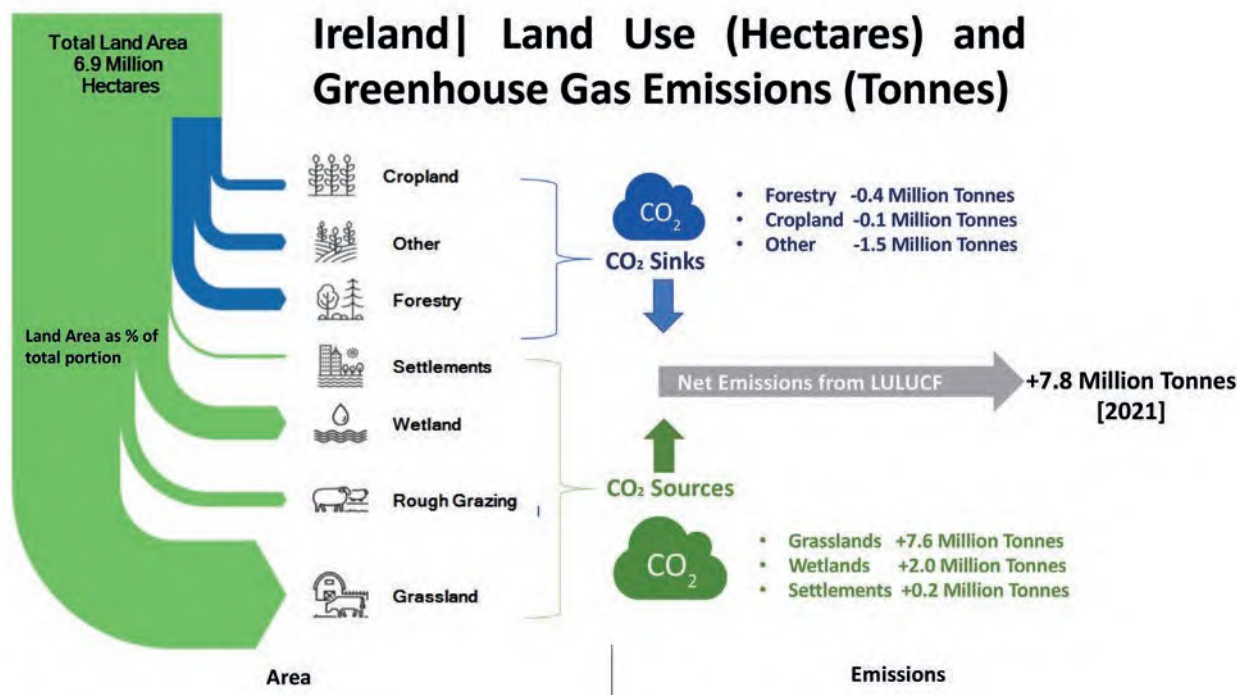 Total Land Area
6.9 Million
Hectares
Ireland| Land Use (Hectares) and
Greenhouse Gas Emissions (Tonnes)
Cropland
Other
Forestry
Land Area as % of
total portion
Settlements
Wetland
Rough Grazing
Grassland
CO₂
CO₂ Sinks
• Forestry -0.4 Million Tonnes
• Cropland -0.1 Million Tonnes
• Other -1.5 Million Tonnes
Net Emissions from LULUCF
+7.8 Million Tonnes
[2021]
CO₂ Sources
CO₂
• Grasslands +7.6 Million Tonnes
• Wetlands +2.0 Million Tonnes
• Settlements +0.2 Million Tonnes
Area
Emissions